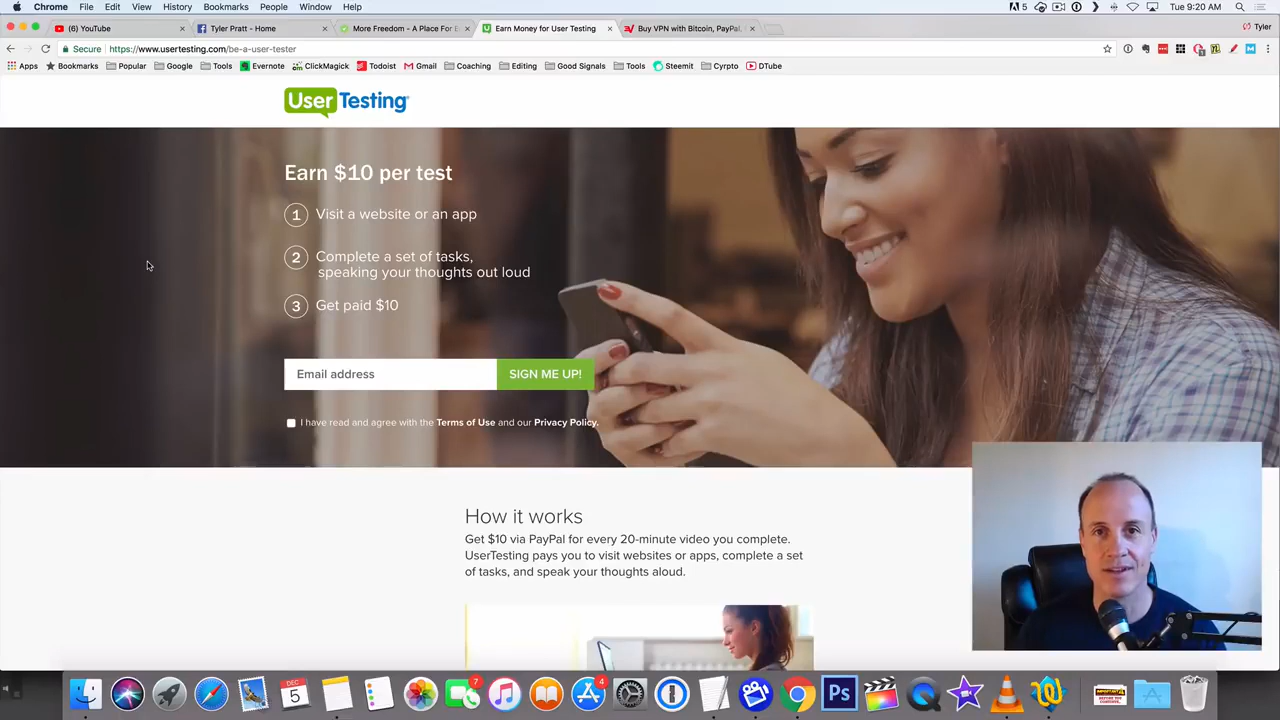 Chrome File Edit View History Bookmarks People Window Help 5 Tue 9:20 AM
(6) YouTube
Tyler Pratt - Home
More Freedom - A Place For E
Earn Money for User Testing
Buy VPN with Bitcoin, PayPal,
Tyler
Secure https://www.usertesting.com/be-a-user-tester
Apps Bookmarks Popular Google Tools Evernote ClickMagick Todoist Gmail Coaching Editing Good Signals Tools Steemit Cyrpto DTube
UserTesting
Earn $10 per test
1 Visit a website or an app
2 Complete a set of tasks,
speaking your thoughts out loud
3 Get paid $10
Email address SIGN ME UP!
I have read and agree with the Terms of Use and our Privacy Policy.
How it works
Get $10 via PayPal for every 20-minute video you complete.
UserTesting pays you to visit websites or apps, complete a set
of tasks, and speak your thoughts aloud.
DEC
5
7
4
Ps